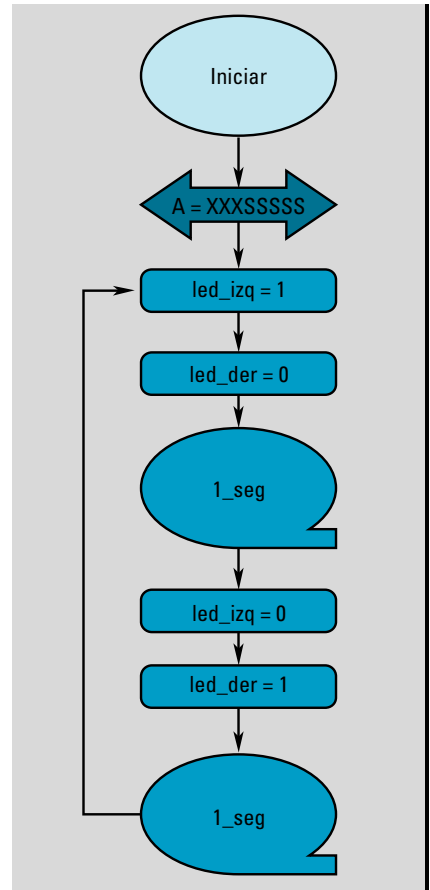 Iniciar
A = XXXSSSSS
led_izq = 1
led_der = 0
1_seg
led_izq = 0
led_der = 1
1_seg